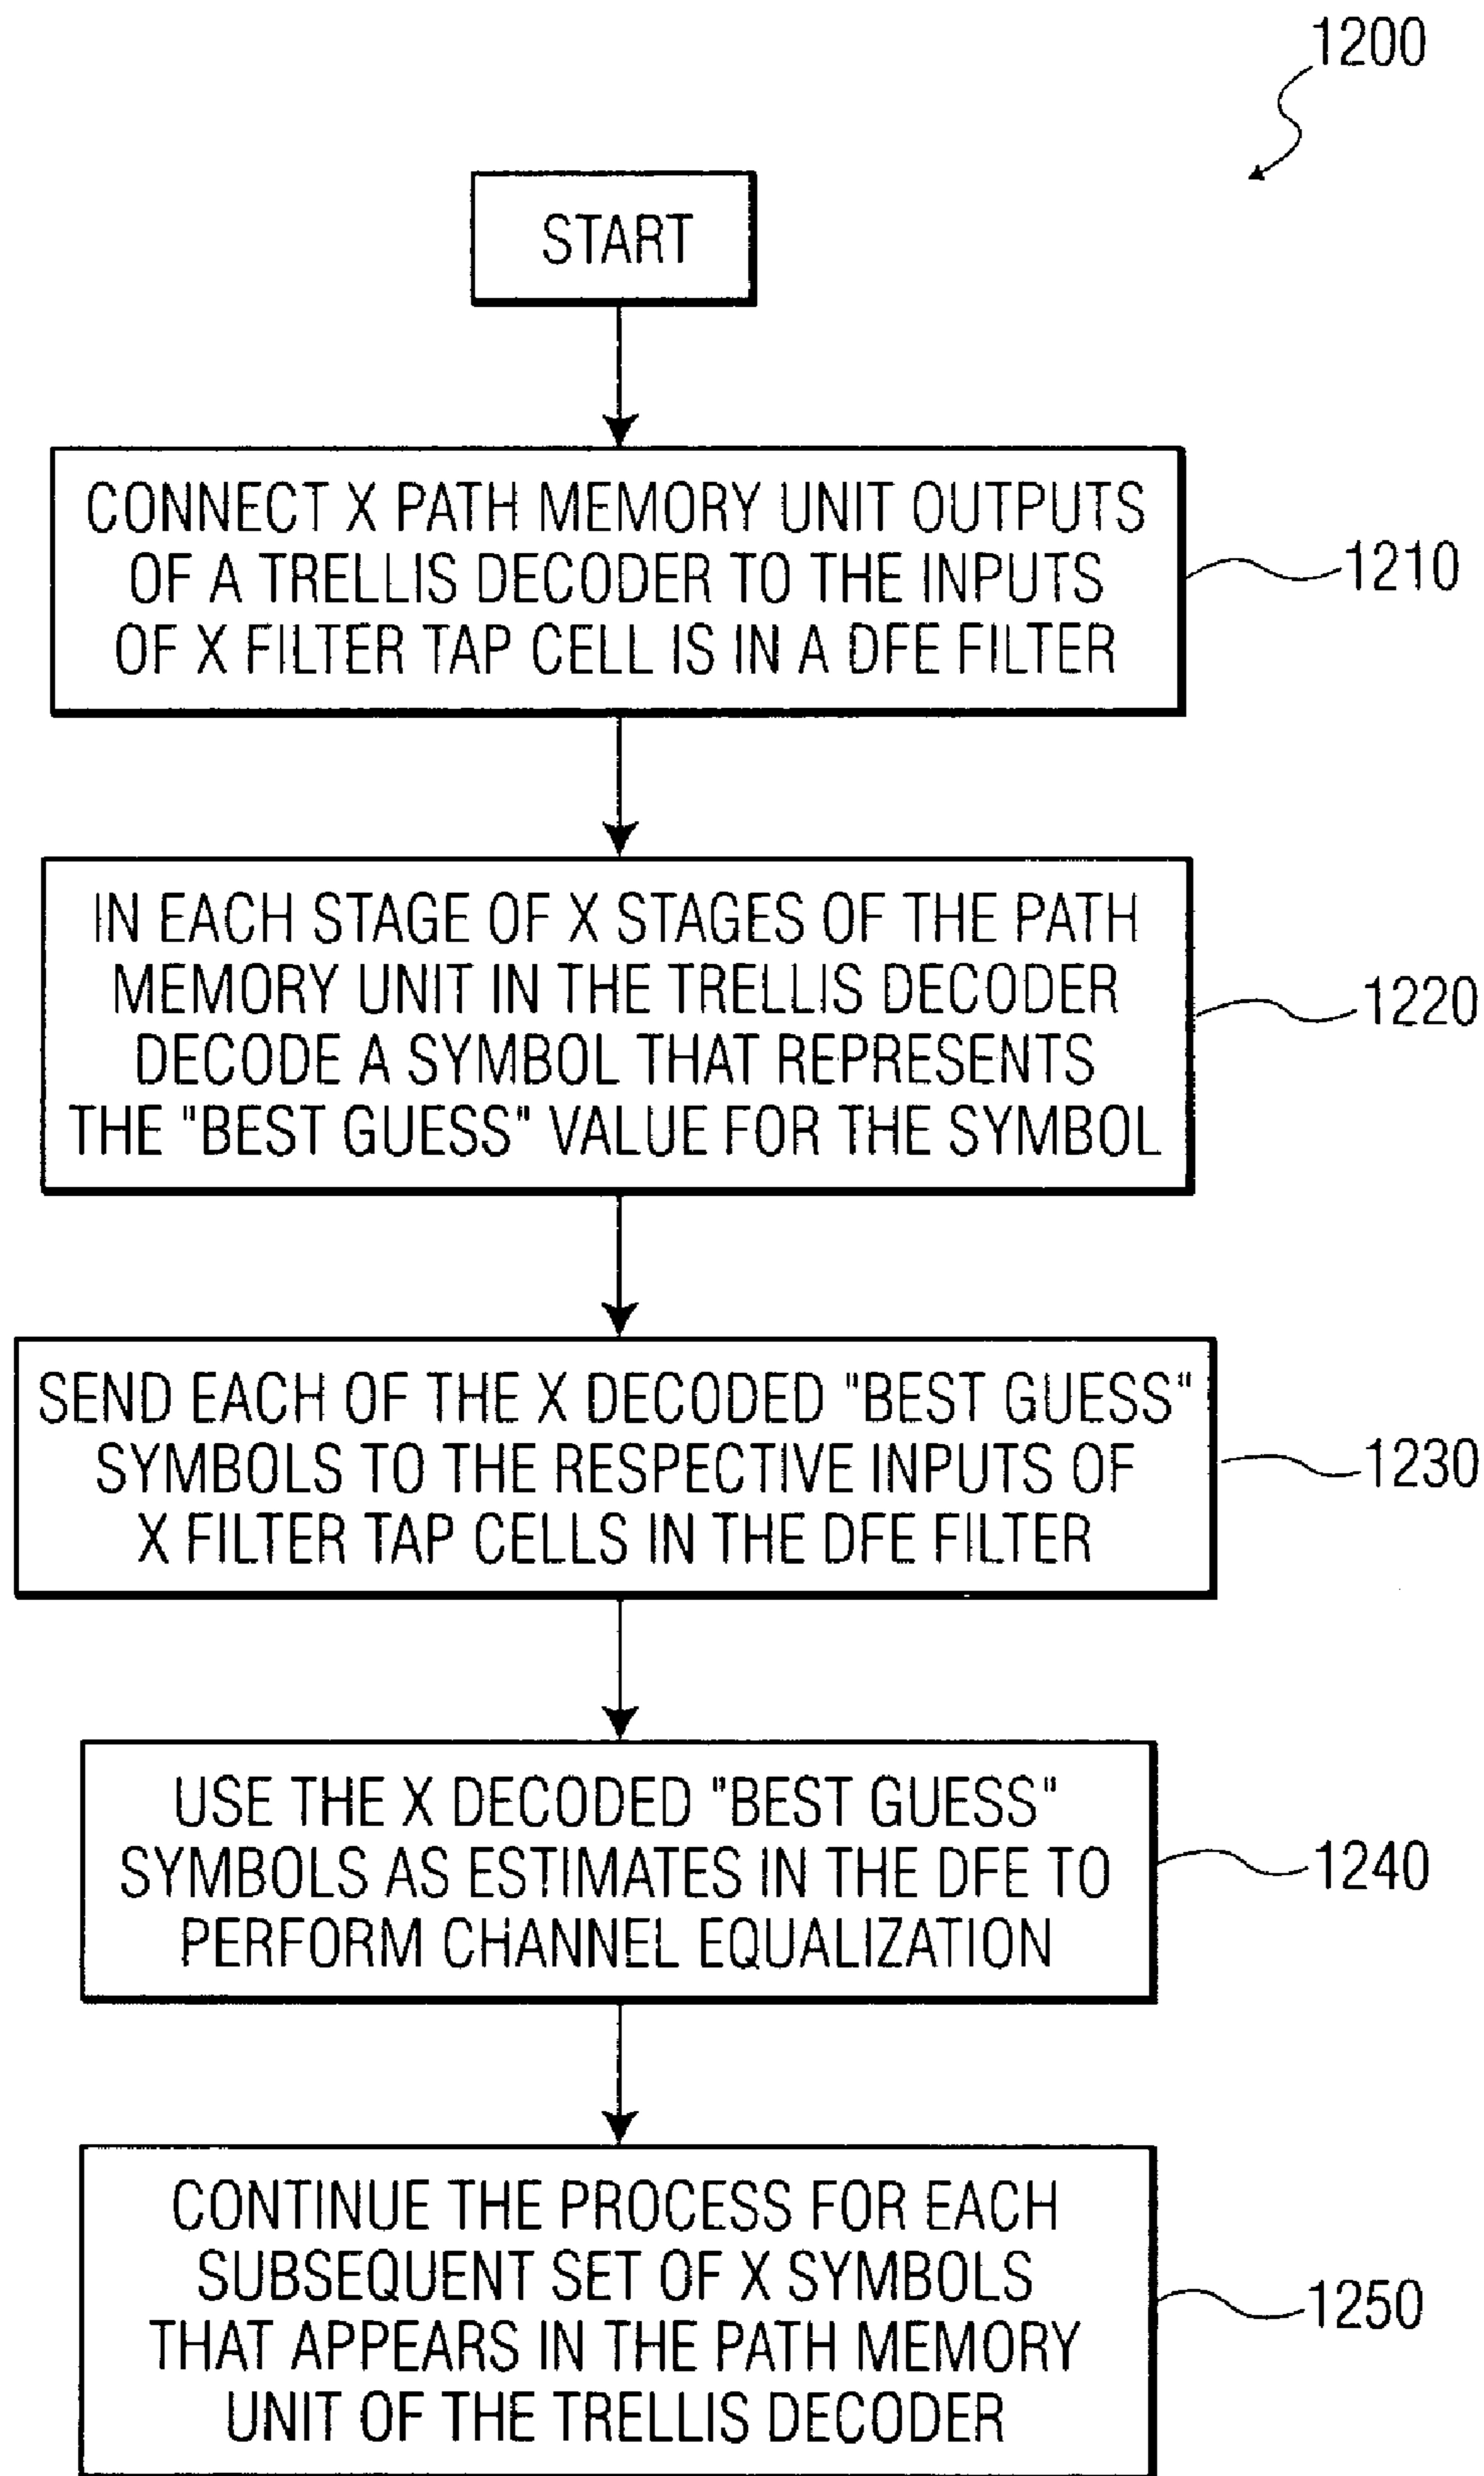 1200
START
CONNECT X PATH MEMORY UNIT OUTPUTS
OF A TRELLIS DECODER TO THE INPUTS
OF X FILTER TAP CELL IS IN A DFE FILTER
1210
IN EACH STAGE OF X STAGES OF THE PATH
MEMORY UNIT IN THE TRELLIS DECODER
DECODE A SYMBOL THAT REPRESENTS
THE "BEST GUESS" VALUE FOR THE SYMBOL
1220
SEND EACH OF THE X DECODED "BEST GUESS"
SYMBOLS TO THE RESPECTIVE INPUTS OF
X FILTER TAP CELLS IN THE DFE FILTER
1230
USE THE X DECODED "BEST GUESS"
SYMBOLS AS ESTIMATES IN THE DFE TO
PERFORM CHANNEL EQUALIZATION
1240
CONTINUE THE PROCESS FOR EACH
SUBSEQUENT SET OF X SYMBOLS
THAT APPEARS IN THE PATH MEMORY
UNIT OF THE TRELLIS DECODER
1250